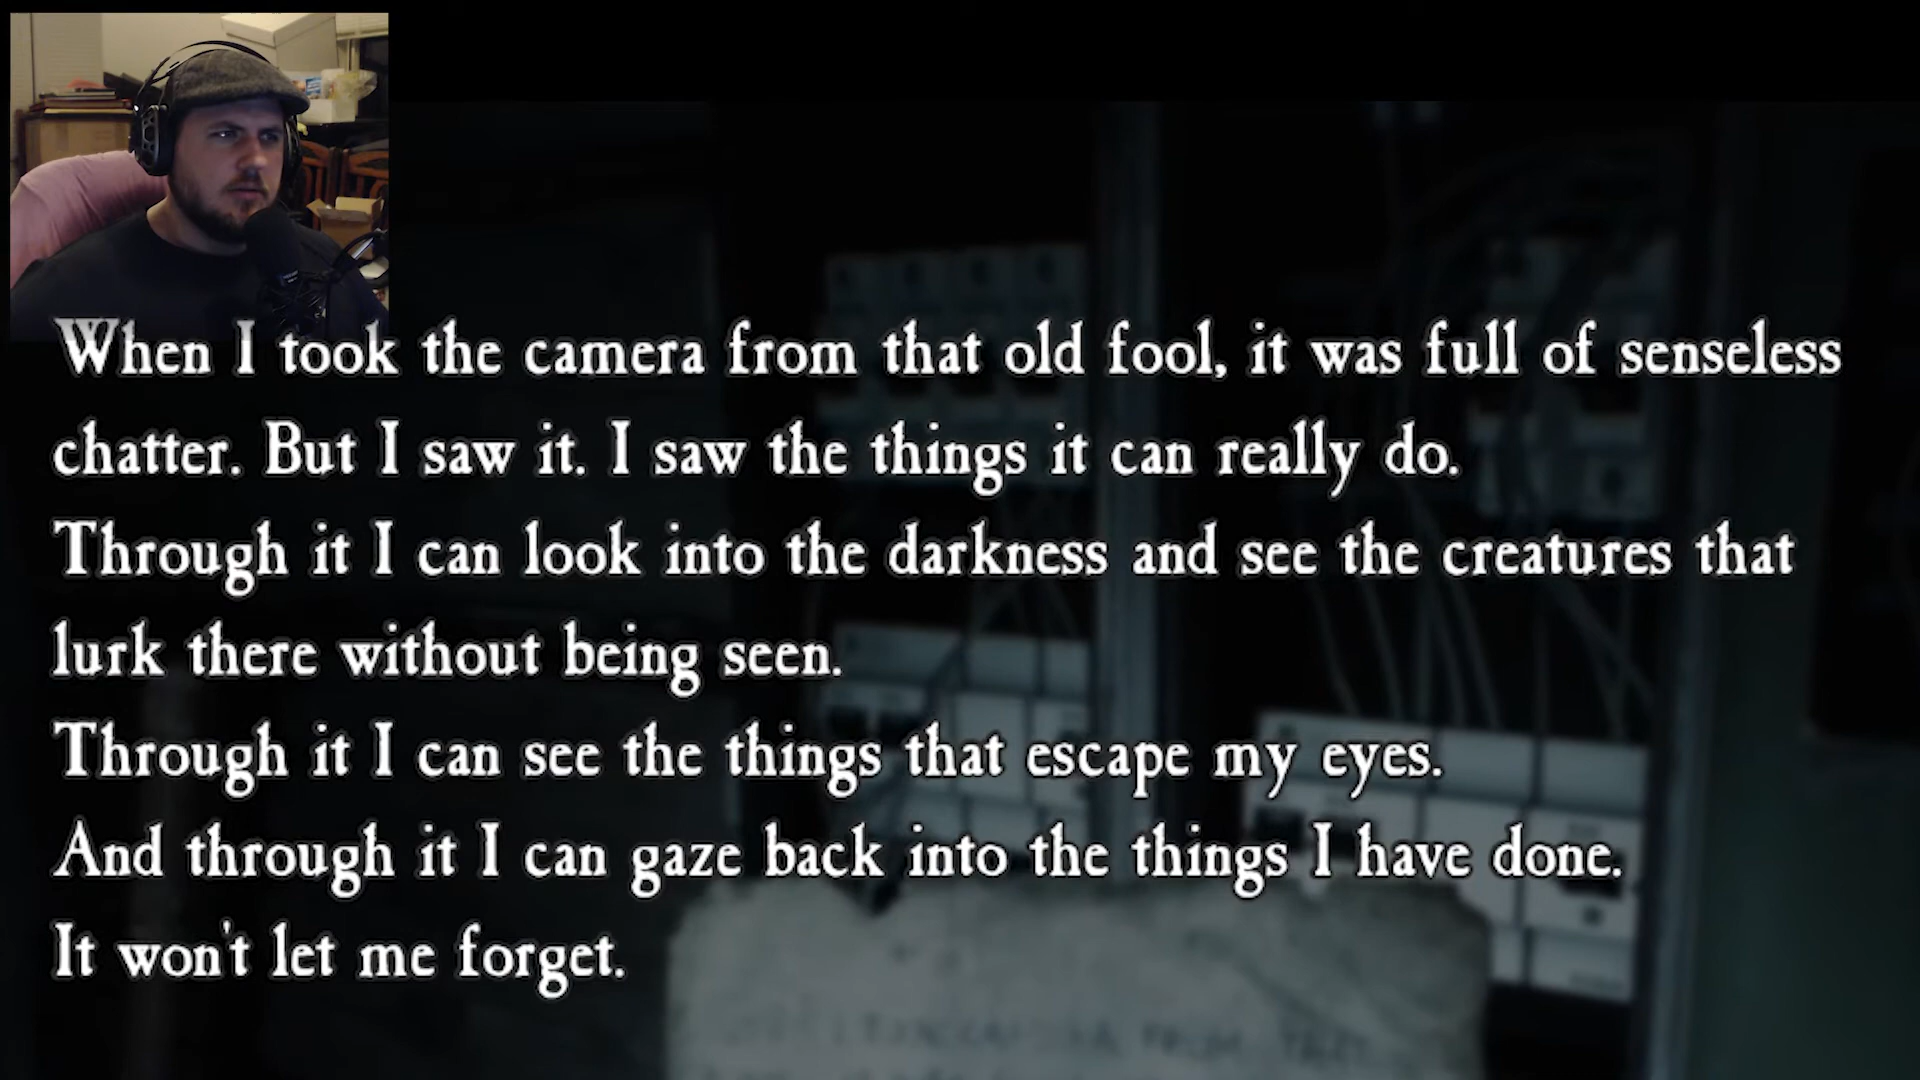 When I took the camera from that old fool, it was full of senseless
chatter. But I saw it. I saw the things it can really do.
Through it I can look into the darkness and see the creatures that
lurk there without being seen.
Through it I can see the things that escape my eyes.
And through it I can gaze back into the things I have done.
It won't let me forget.